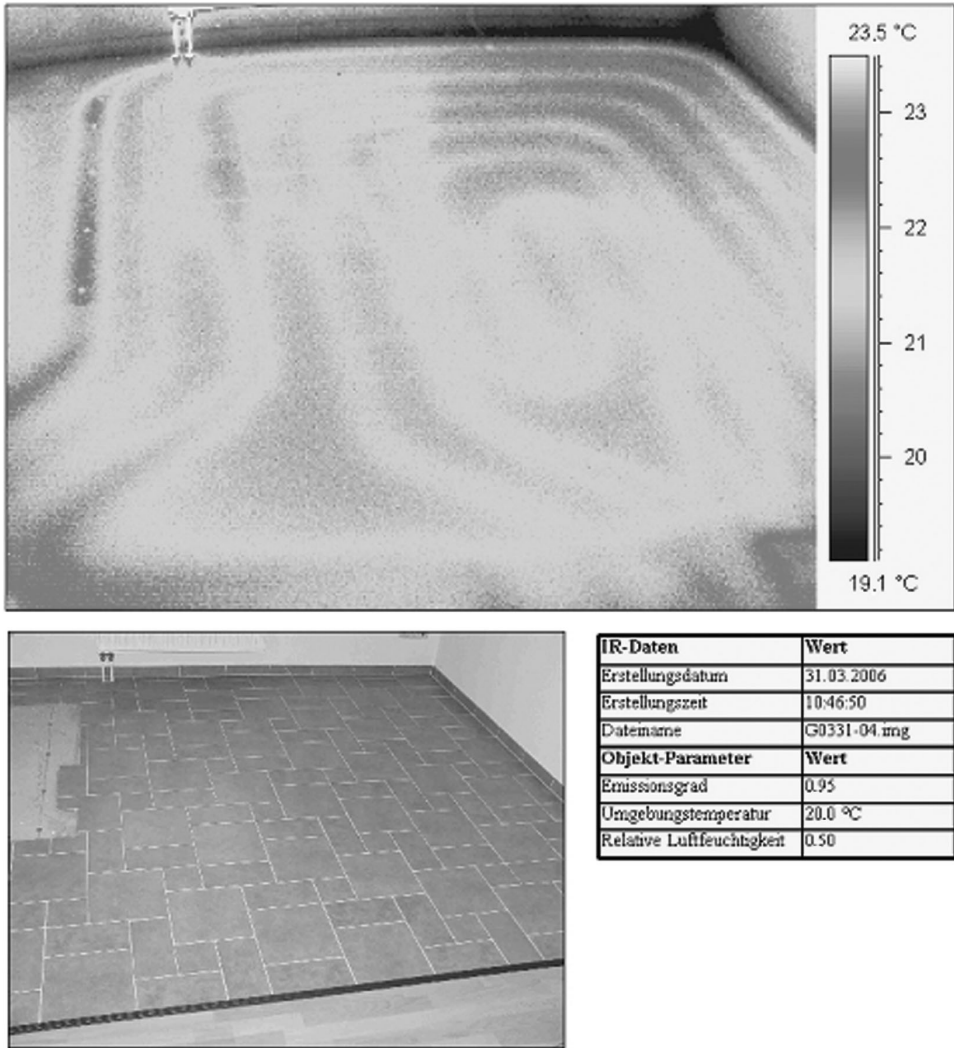 23.5 °C
23
22
21
20
19.1 °C
IR-Daten Wert
Erstellungsdatum 31.03.2006
Erstellungszeit 10:46:50
Dateiname G0331-04.img
Objekt-Parameter Wert
Emissionsgrad 0.95
Umgebungstemperatur 20.0 °C
Relative Luftfeuchtigkeit 0.50